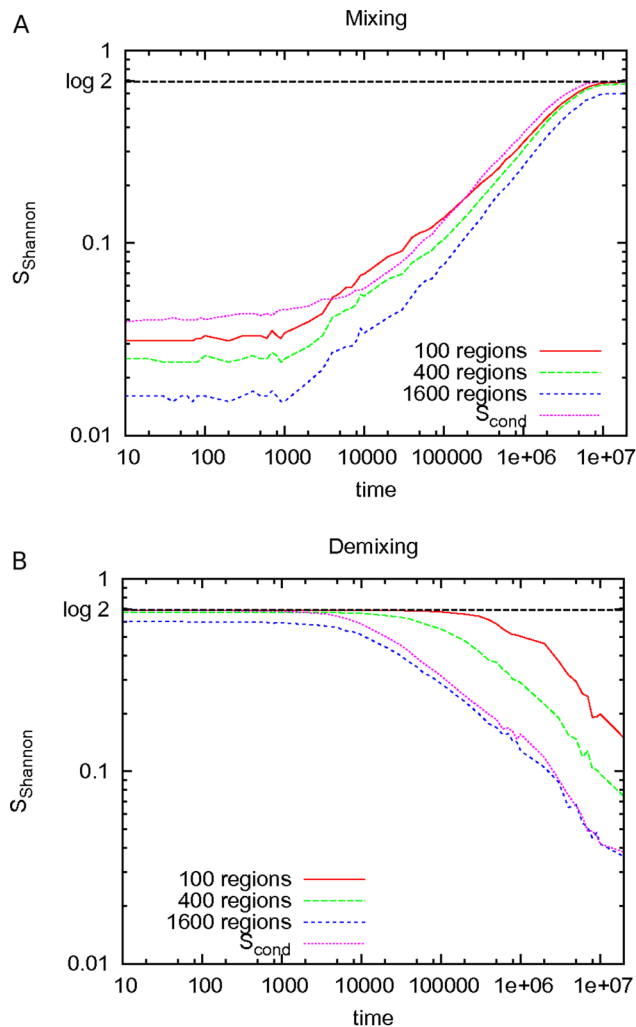 A
Mixing
1
log 2
0.1
0.01
S_Shannon
100 regions
400 regions
1600 regions
S_cond
10 100 1000 10000 100000 1e+06 1e+07
time
B
Demixing
1
log 2
0.1
0.01
S_Shannon
100 regions
400 regions
1600 regions
S_cond
10 100 1000 10000 100000 1e+06 1e+07
time